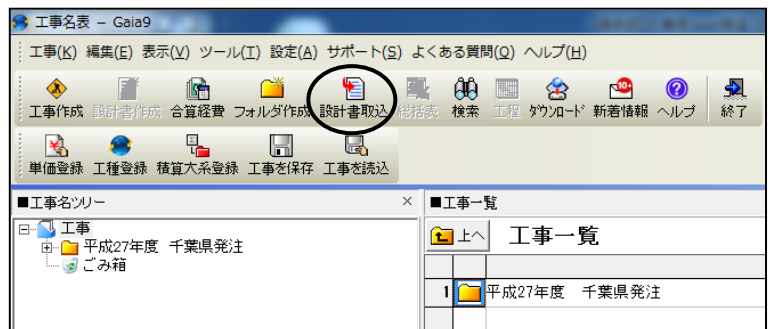 工事名表 － Gaia9
工事(K) 編集(E) 表示(V) ツール(T) 設定(A) サポート(S) よくある質問(Q) ヘルプ(H)
工事作成 設計書作成 合算経費 フォルダ作成 設計書取込 総括表 検索 工程 ダウンロード 新着情報 ヘルプ 終了
単価登録 工種登録 積算大系登録 工事を保存 工事を読込
■工事名ツリー × ■工事一覧
工事
平成27年度 千葉県発注
ごみ箱
上へ 工事一覧
1 平成27年度 千葉県発注